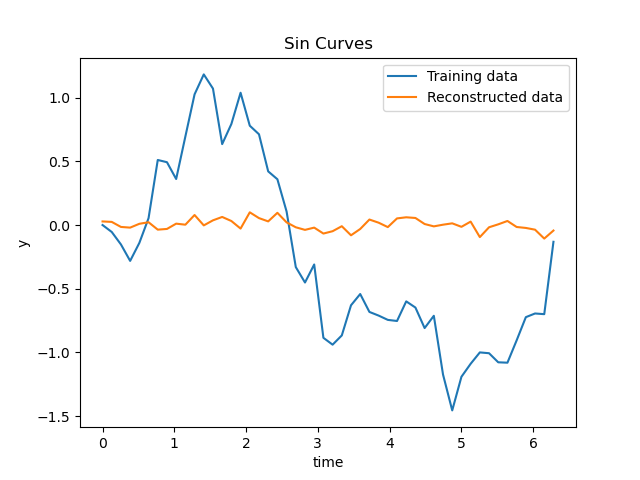 Sin Curves
Training data
Reconstructed data
1.0
0.5
0.0
−0.5
−1.0
−1.5
y
0 1 2 3 4 5 6
time